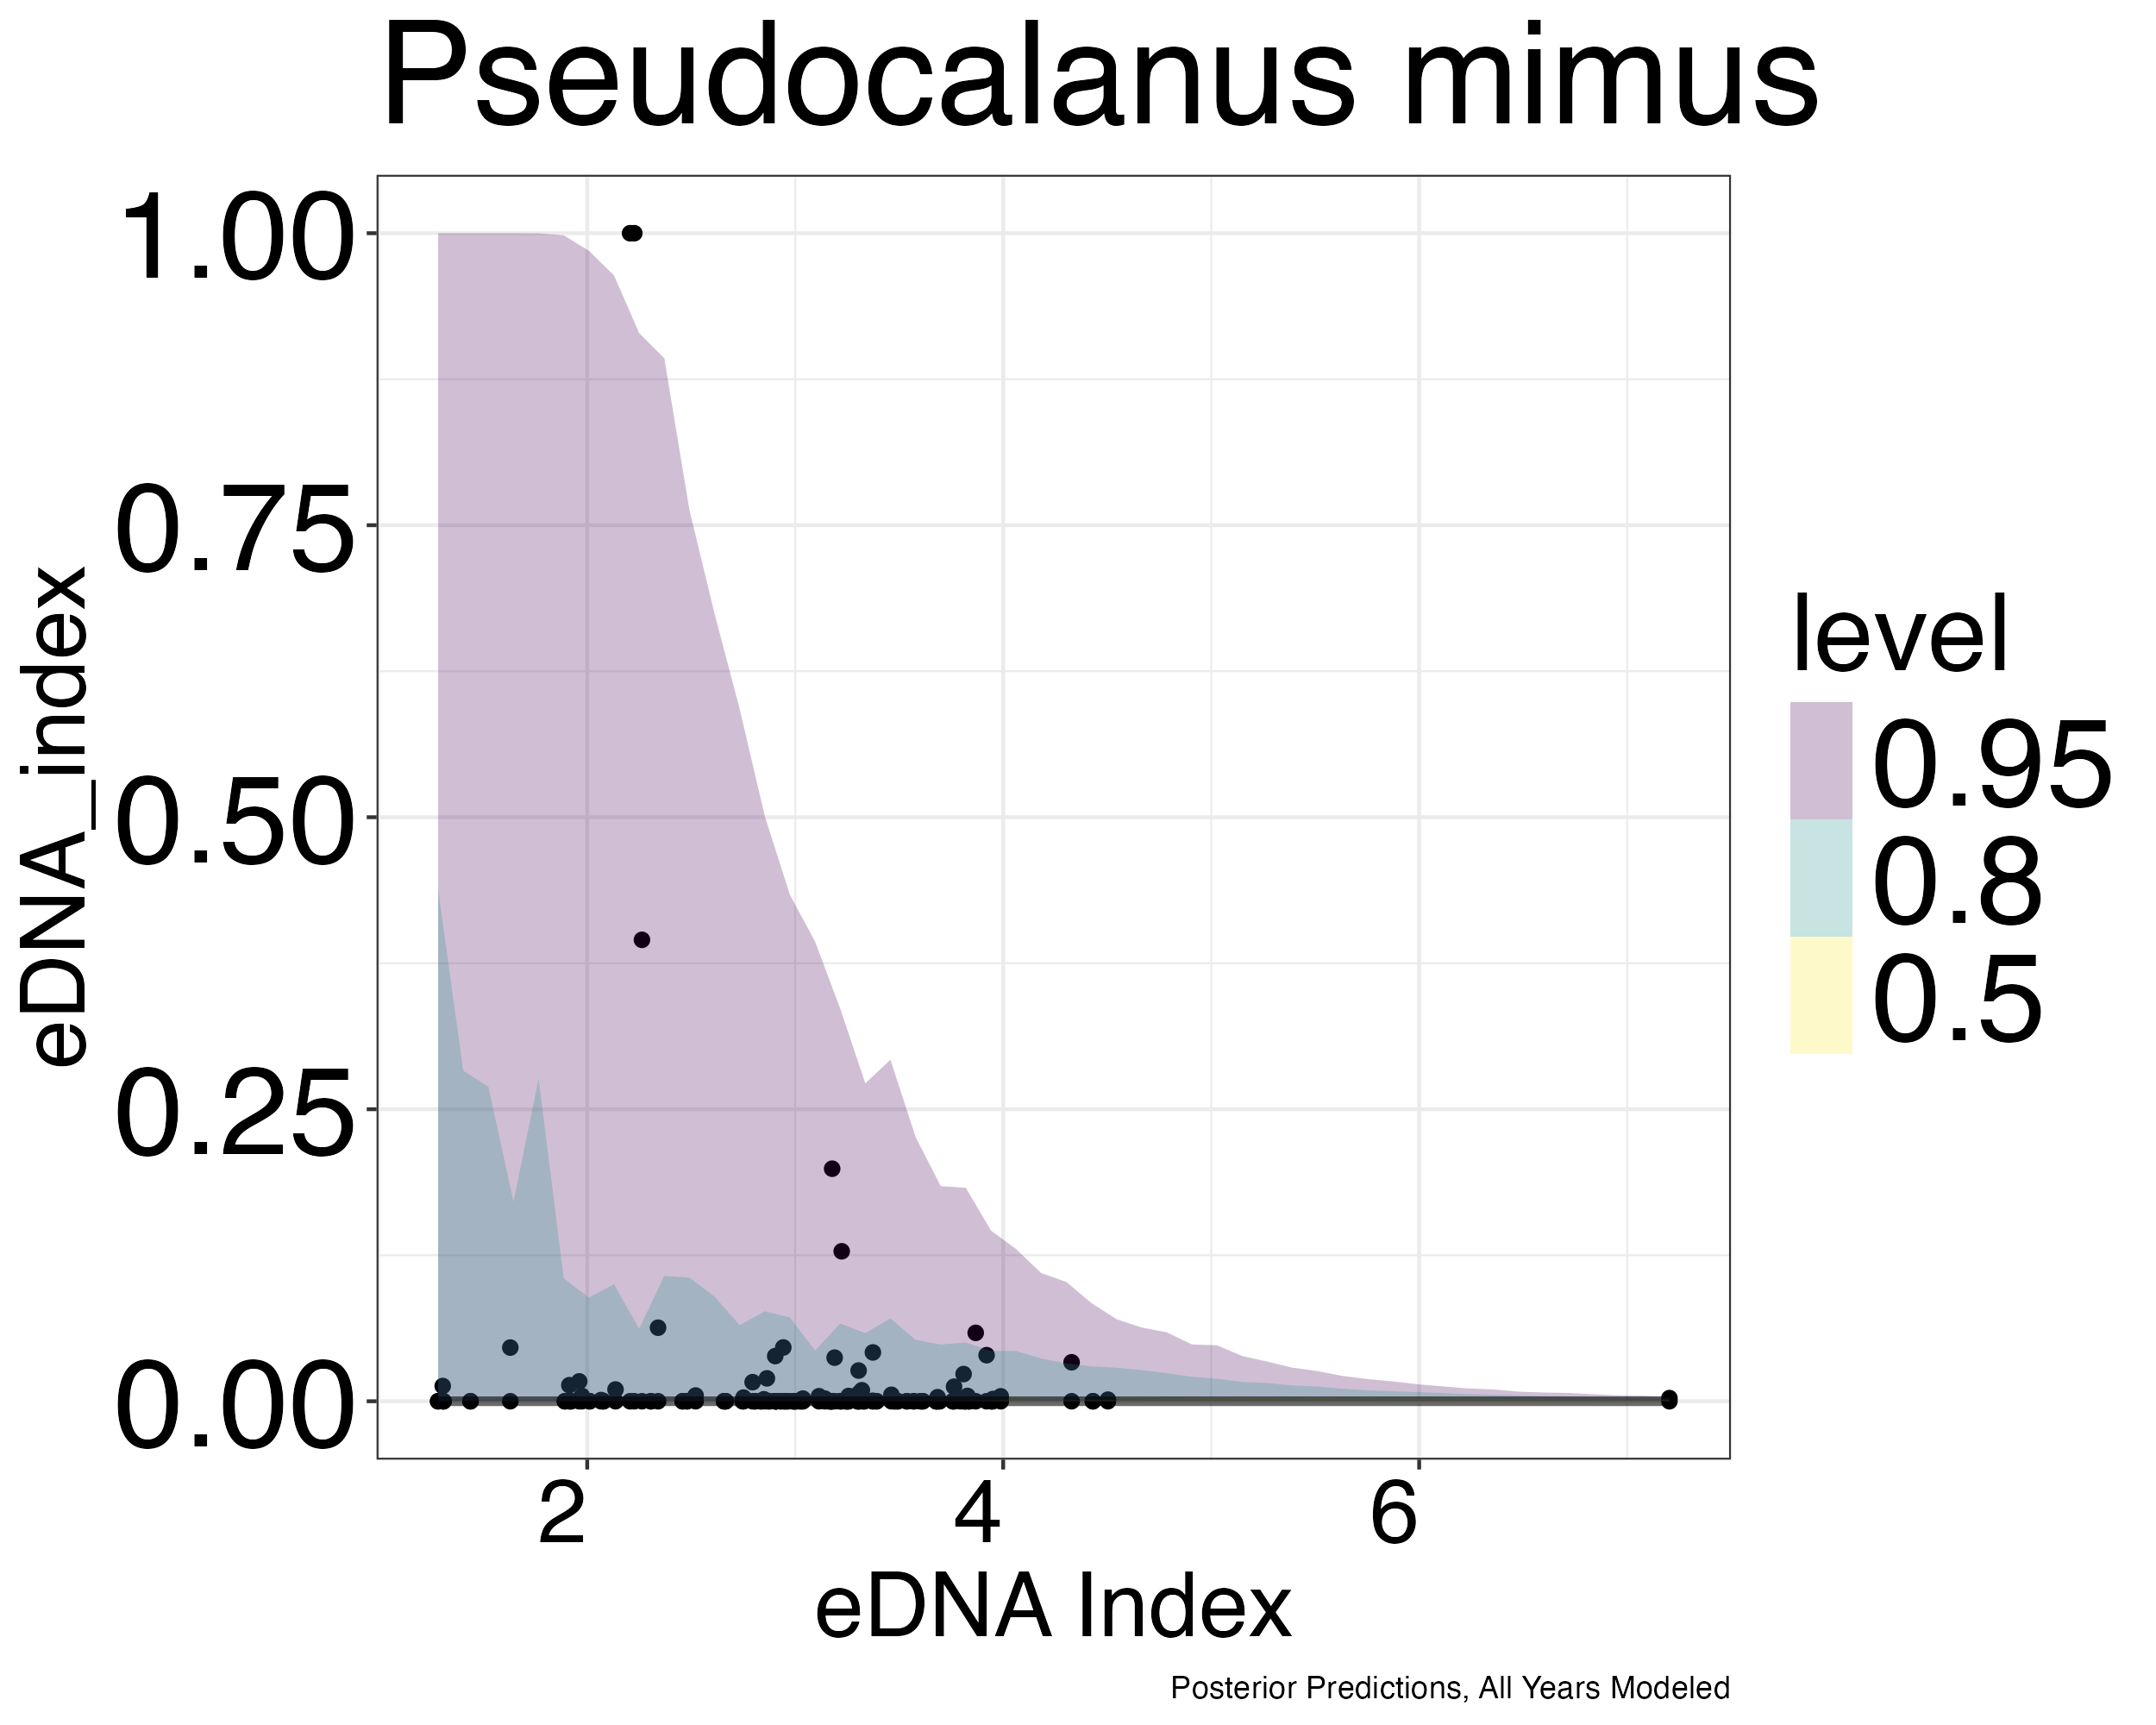 Pseudocalanus mimus
1.00
0.75
0.50
0.25
0.00
eDNA_index
2 4 6
eDNA Index
level
0.95
0.8
0.5
Posterior Predictions, All Years Modeled